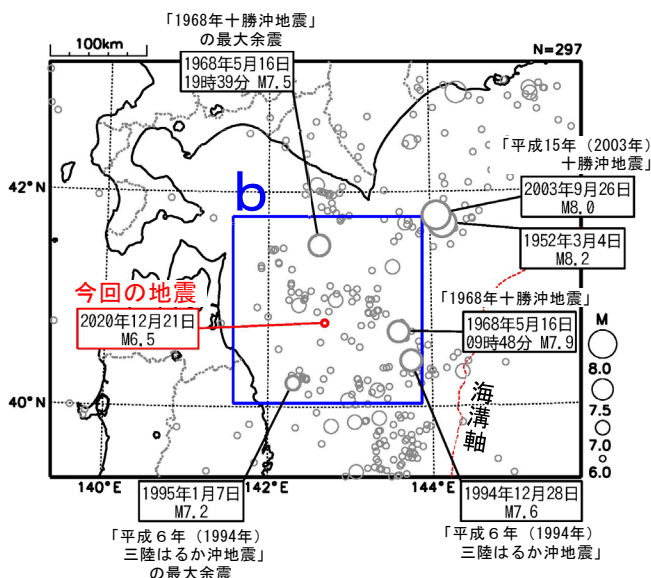 100km
「1968年十勝沖地震」
の最大余震
1968年5月16日
19時39分 M7.5
N=297
「平成15年（2003年）
十勝沖地震」
2003年9月26日
M8.0
1952年3月4日
M8.2
42°N
b
今回の地震
2020年12月21日
M6.5
「1968年十勝沖地震」
1968年5月16日
09時48分 M7.9
M
8.0
7.5
7.0
6.0
海溝軸
40°N
140°E
142°E
144°E
1995年1月7日
M7.2
「平成６年（1994年）
三陸はるか沖地震」
の最大余震
1994年12月28日
M7.6
「平成６年（1994年）
三陸はるか沖地震」